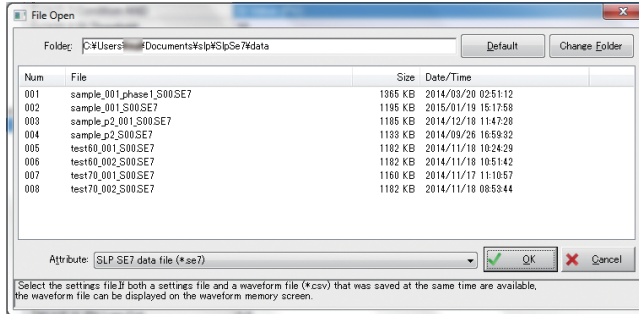 File Open
Folder: C:¥Users¥ ¥Documents¥slp¥SlpSe7¥data Default Change Folder
Num File Size Date/Time
001 sample_001_phase1_S00.SE7 1365 KB 2014/03/20 02:51:12
002 sample_001_S00.SE7 1195 KB 2015/01/19 15:17:58
003 sample_p2_001_S00.SE7 1185 KB 2014/12/18 11:47:28
004 sample_p2_S00.SE7 1133 KB 2014/09/26 16:59:32
005 test60_001_S00.SE7 1182 KB 2014/11/18 10:24:29
006 test60_002_S00.SE7 1182 KB 2014/11/18 10:51:42
007 test70_001_S00.SE7 1160 KB 2014/11/17 11:10:57
008 test70_002_S00.SE7 1182 KB 2014/11/18 08:53:44
Attribute: SLP SE7 data file (*.se7) OK Cancel
Select the settings file.If both a settings file and a waveform file (*.csv) that was saved at the same time are available,
the waveform file can be displayed on the waveform memory screen.